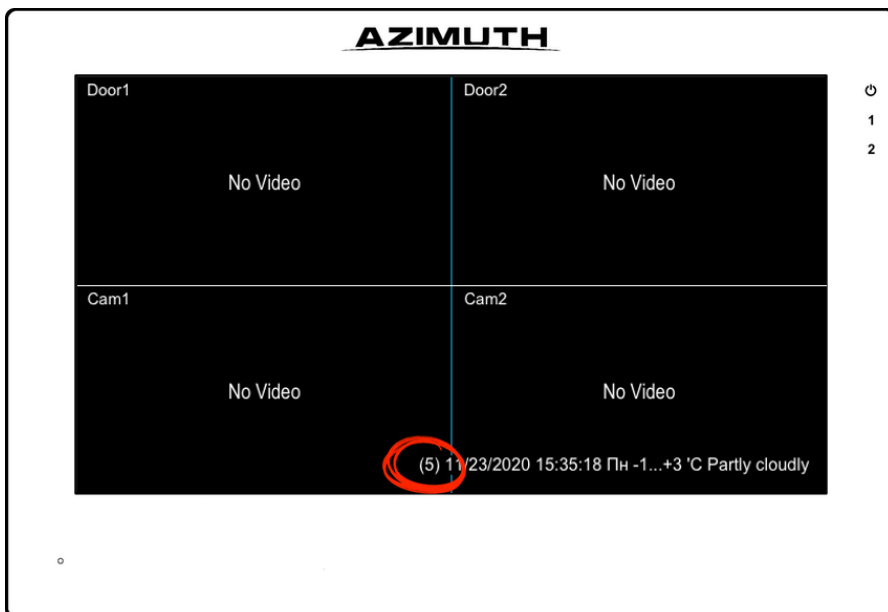 AZIMUTH
Door1
Door2
1
2
No Video
No Video
Cam1
Cam2
No Video
No Video
(5) 11/23/2020 15:35:18 Пн -1...+3 'C Partly cloudly